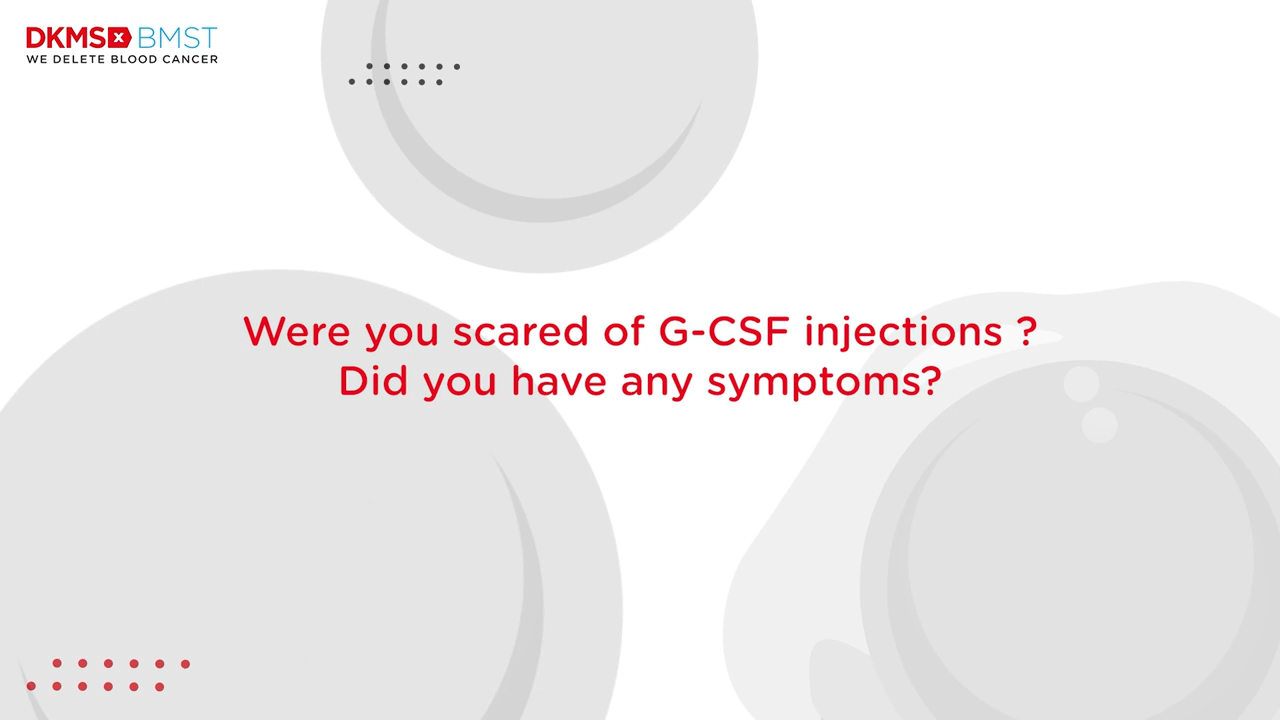 DKMS x BMST
WE DELETE BLOOD CANCER
Were you scared of G-CSF injections ?
Did you have any symptoms?